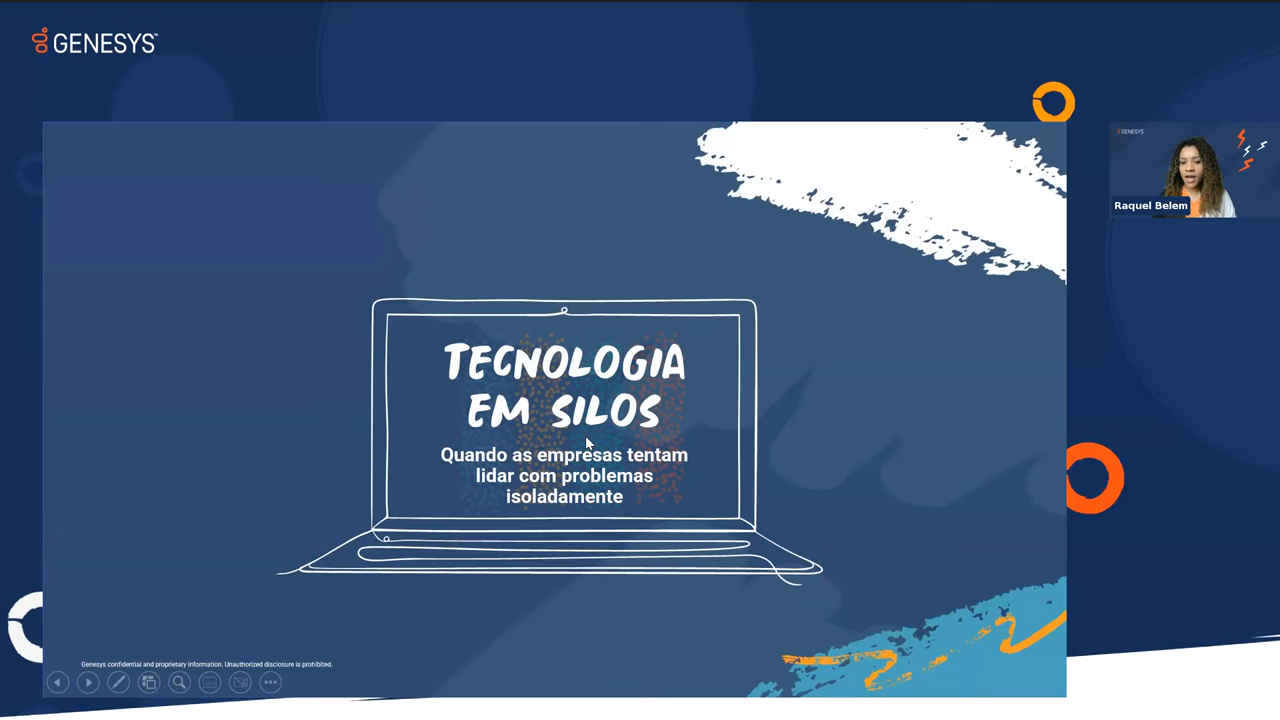 GENESYS™
GENESYS
Raquel Belem
TECNOLOGIA
EM SILOS
Quando as empresas tentam
lidar com problemas
isoladamente
Genesys confidential and proprietary information. Unauthorized disclosure is prohibited.